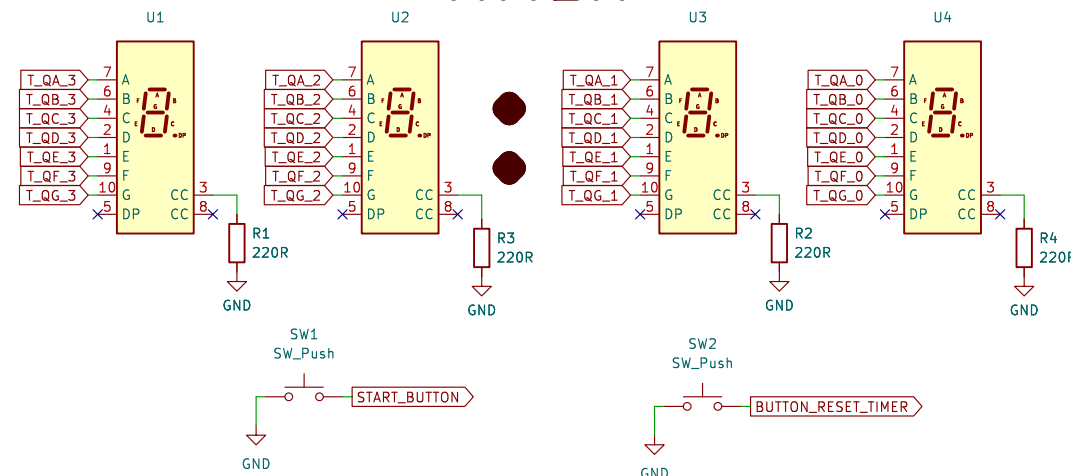 U1 U2 U3 U4
T_QA_3 7 A T_QA_2 7 A T_QA_1 7 A T_QA_0 7 A
T_QB_3 6 B T_QB_2 6 B T_QB_1 6 B T_QB_0 6 B
T_QC_3 4 C T_QC_2 4 C T_QC_1 4 C T_QC_0 4 C
T_QD_3 2 D T_QD_2 2 D T_QD_1 2 D T_QD_0 2 D
T_QE_3 1 E T_QE_2 1 E T_QE_1 1 E T_QE_0 1 E
T_QF_3 9 F T_QF_2 9 F T_QF_1 9 F T_QF_0 9 F
T_QG_3 10 G CC 3 T_QG_2 10 G CC 3 T_QG_1 10 G CC 3 T_QG_0 10 G CC 3
5 DP CC 8 5 DP CC 8 5 DP CC 8 5 DP CC 8
A F B G E C D DP A F B G E C D DP A F B G E C D DP A F B G E C D DP
R1 R3 R2 R4
220R 220R 220R 220R
GND GND GND GND
SW1 SW2
SW_Push SW_Push
START_BUTTON BUTTON_RESET_TIMER
GND GND